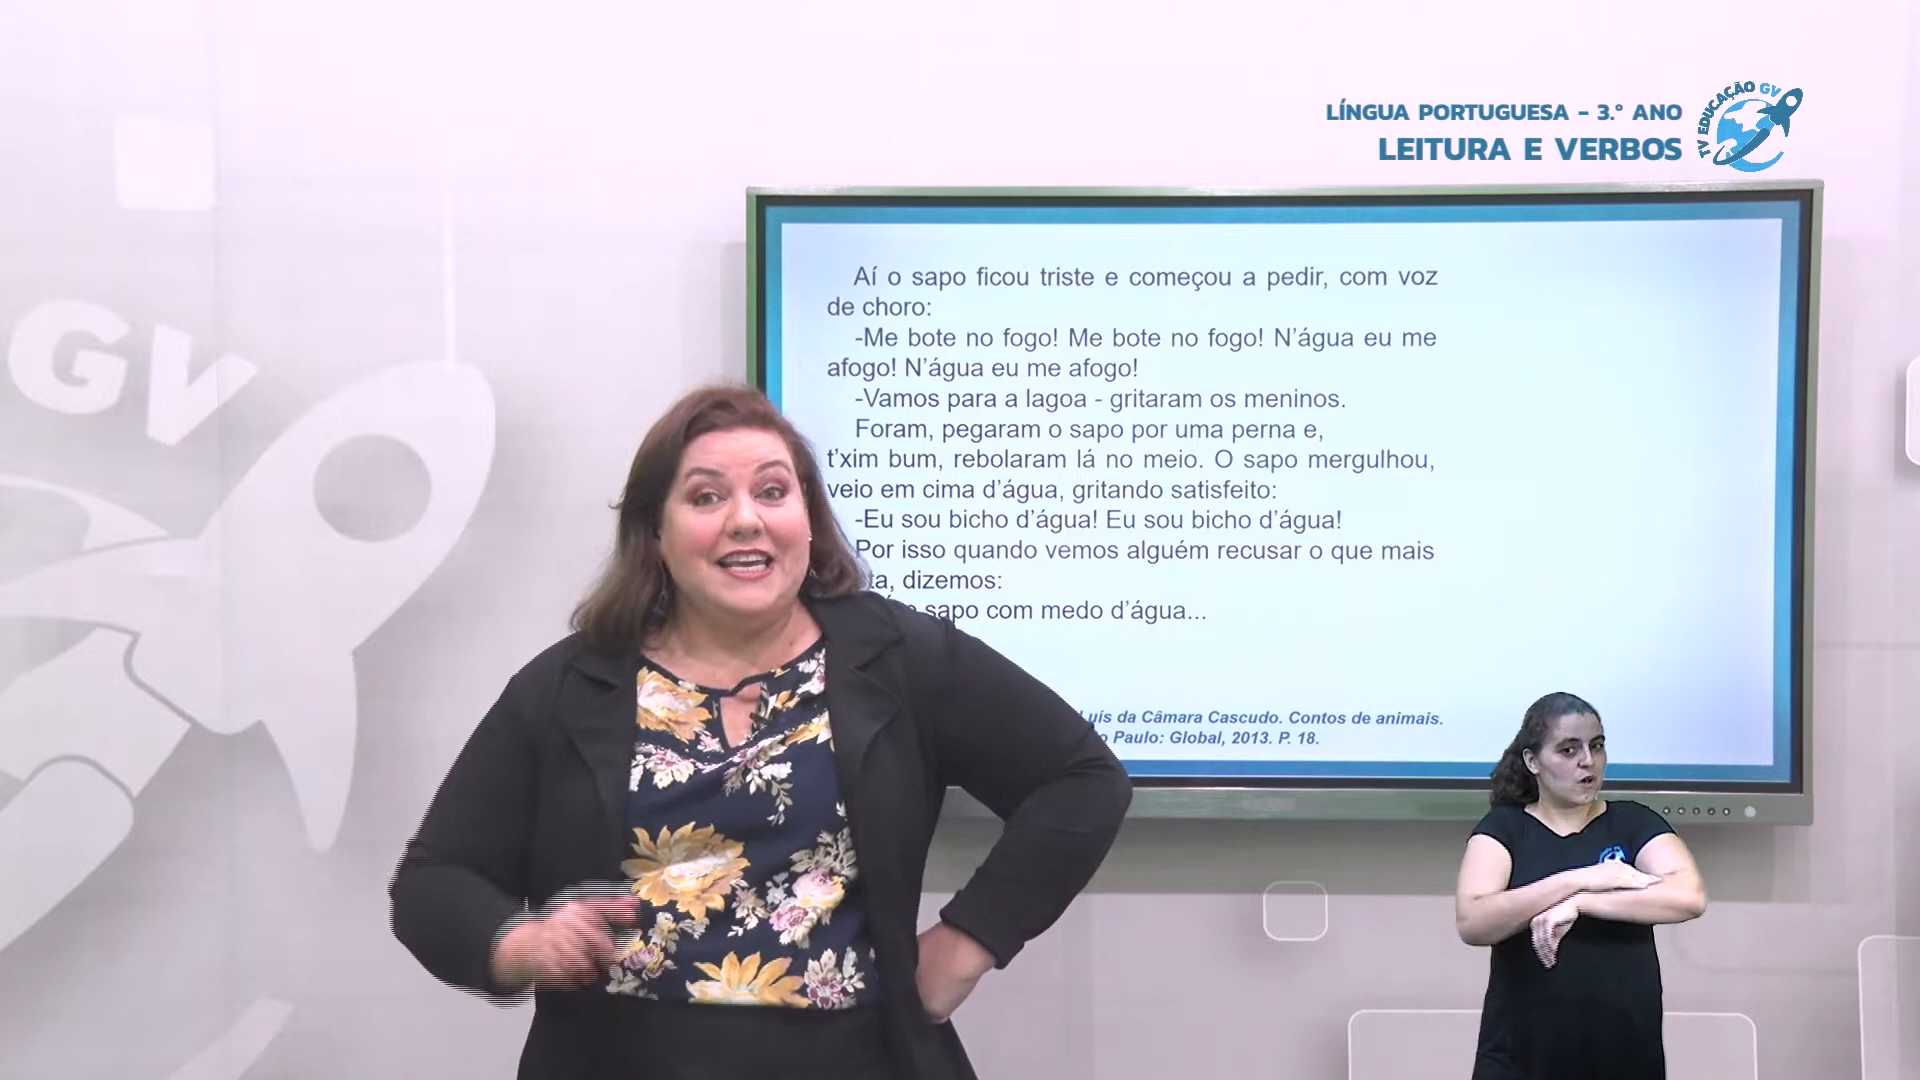 LÍNGUA PORTUGUESA - 3.º ANO
LEITURA E VERBOS
TV EDUCAÇÃO GV
GV
Aí o sapo ficou triste e começou a pedir, com voz
de choro:
-Me bote no fogo! Me bote no fogo! N'água eu me
afogo! N'água eu me afogo!
-Vamos para a lagoa - gritaram os meninos.
Foram, pegaram o sapo por uma perna e,
t'xim bum, rebolaram lá no meio. O sapo mergulhou,
veio em cima d'água, gritando satisfeito:
-Eu sou bicho d'água! Eu sou bicho d'água!
Por isso quando vemos alguém recusar o que mais
dizemos:
sapo com medo d'água...
Luís da Câmara Cascudo. Contos de animais.
Paulo: Global, 2013. P. 18.